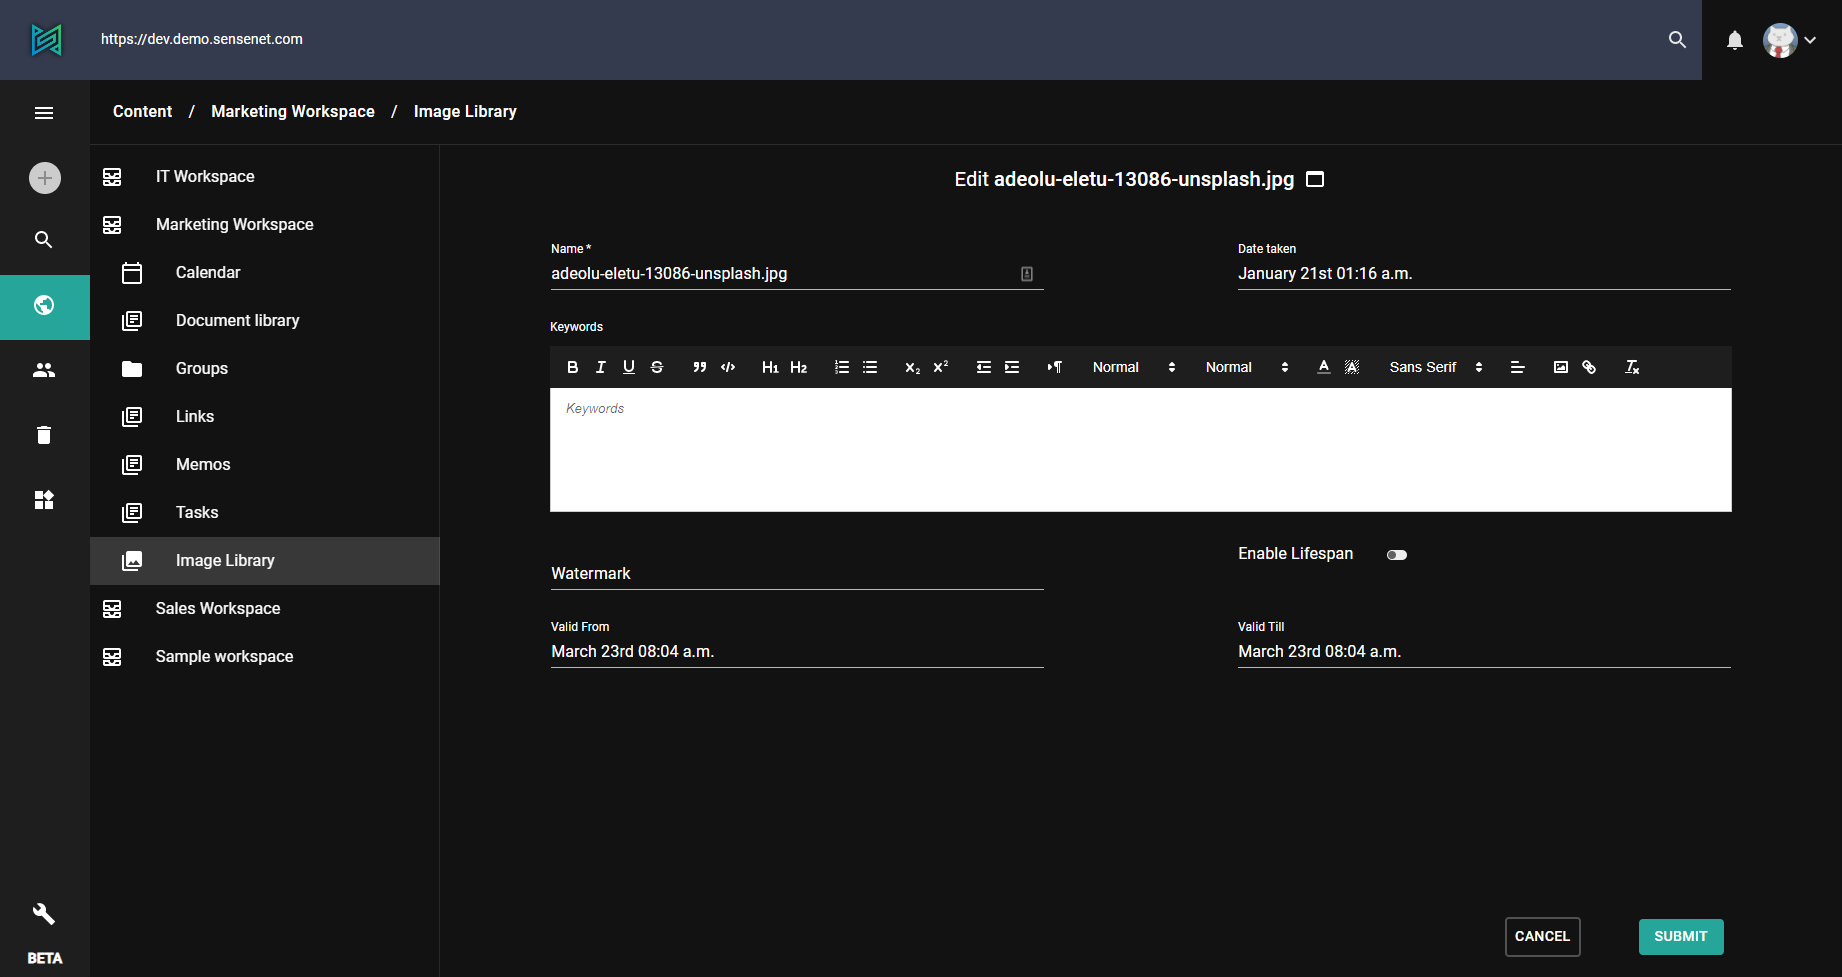 https://dev.demo.sensenet.com
Content / Marketing Workspace / Image Library
IT Workspace
Marketing Workspace
Calendar
Document library
Groups
Links
Memos
Tasks
Image Library
Sales Workspace
Sample workspace
BETA
Edit adeolu-eletu-13086-unsplash.jpg
Name *
adeolu-eletu-13086-unsplash.jpg
Date taken
January 21st 01:16 a.m.
Keywords
B I U S H1 H2 x2 x2 Normal Normal A A Sans Serif Tx
Keywords
Watermark
Enable Lifespan
Valid From
March 23rd 08:04 a.m.
Valid Till
March 23rd 08:04 a.m.
CANCEL
SUBMIT